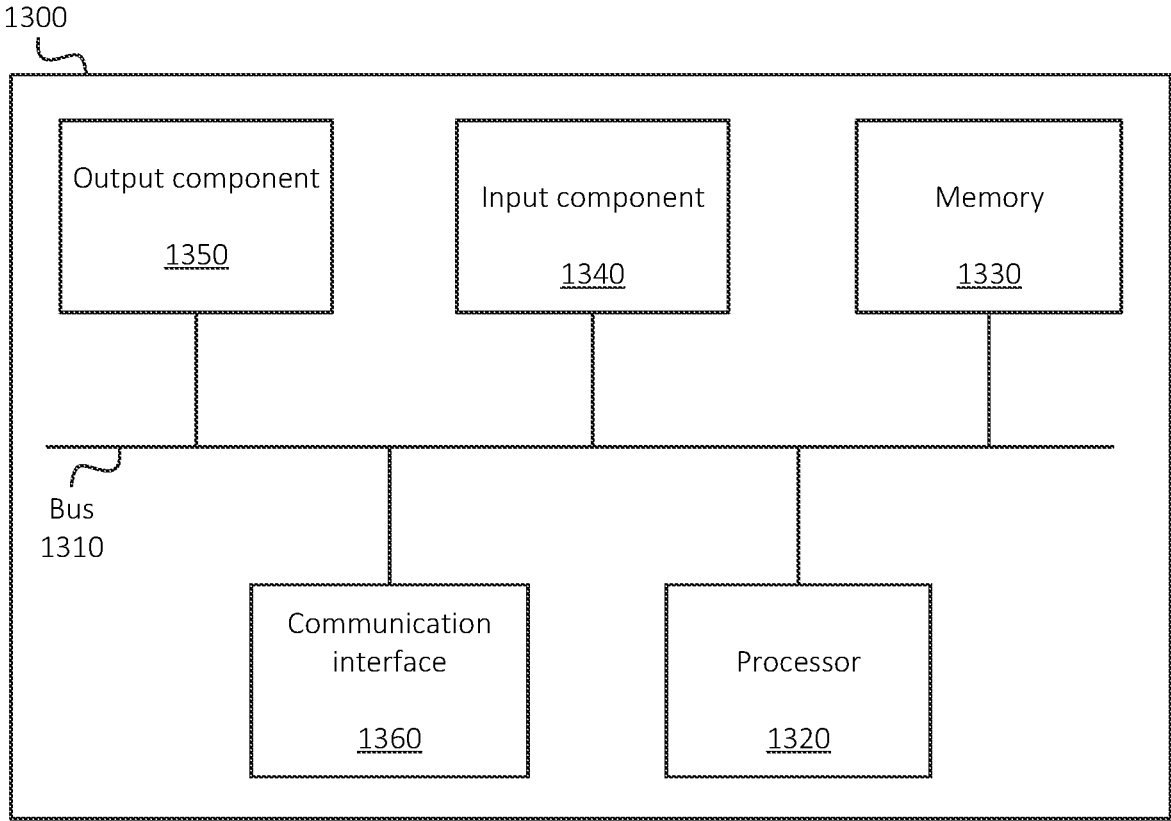 1300
Output component
1350
Input component
1340
Memory
1330
Bus
1310
Communication
interface
1360
Processor
1320